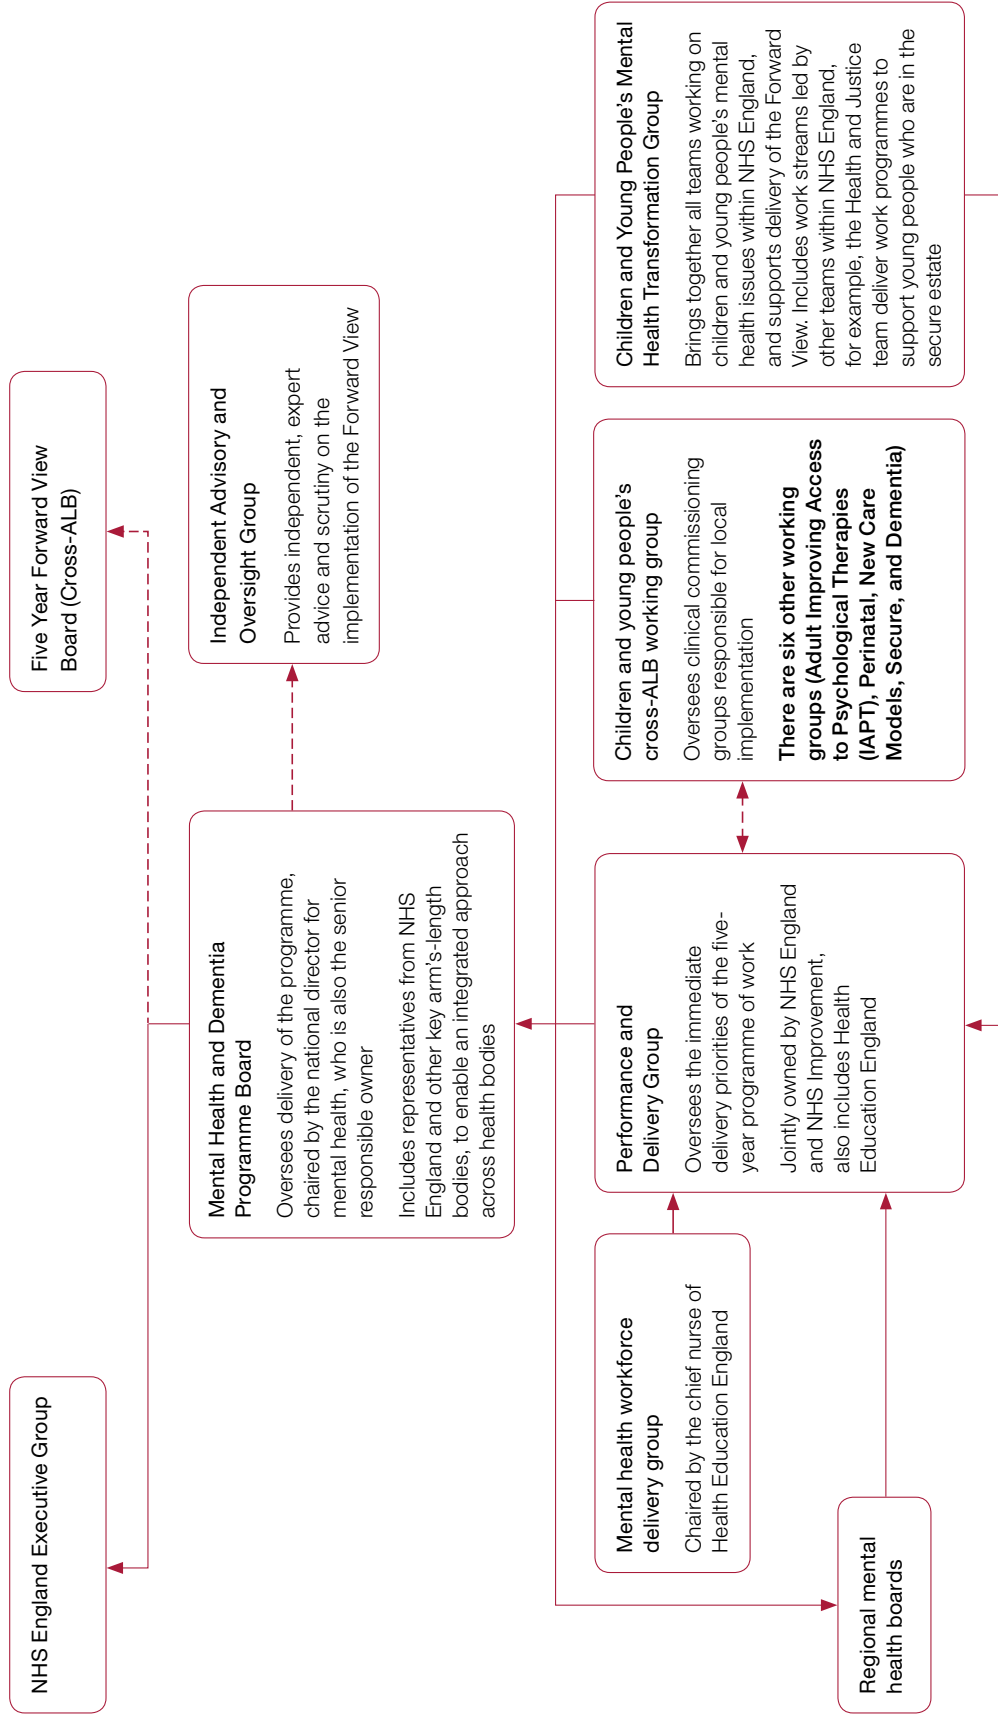 NHS England Executive Group
Five Year Forward View
Board (Cross-ALB)
Mental Health and Dementia
Programme Board
Oversees delivery of the programme,
chaired by the national director for
mental health, who is also the senior
responsible owner
Includes representatives from NHS
England and other key arm’s-length
bodies, to enable an integrated approach
across health bodies
Independent Advisory and
Oversight Group
Provides independent, expert
advice and scrutiny on the
implementation of the Forward View
Mental health workforce
delivery group
Chaired by the chief nurse of
Health Education England
Regional mental
health boards
Performance and
Delivery Group
Oversees the immediate
delivery priorities of the five-
year programme of work
Jointly owned by NHS England
and NHS Improvement,
also includes Health
Education England
Children and young people’s
cross-ALB working group
Oversees clinical commissioning
groups responsible for local
implementation
There are six other working
groups (Adult Improving Access
to Psychological Therapies
(IAPT), Perinatal, New Care
Models, Secure, and Dementia)
Children and Young People’s Mental
Health Transformation Group
Brings together all teams working on
children and young people’s mental
health issues within NHS England,
and supports delivery of the Forward
View. Includes work streams led by
other teams within NHS England,
for example, the Health and Justice
team deliver work programmes to
support young people who are in the
secure estate